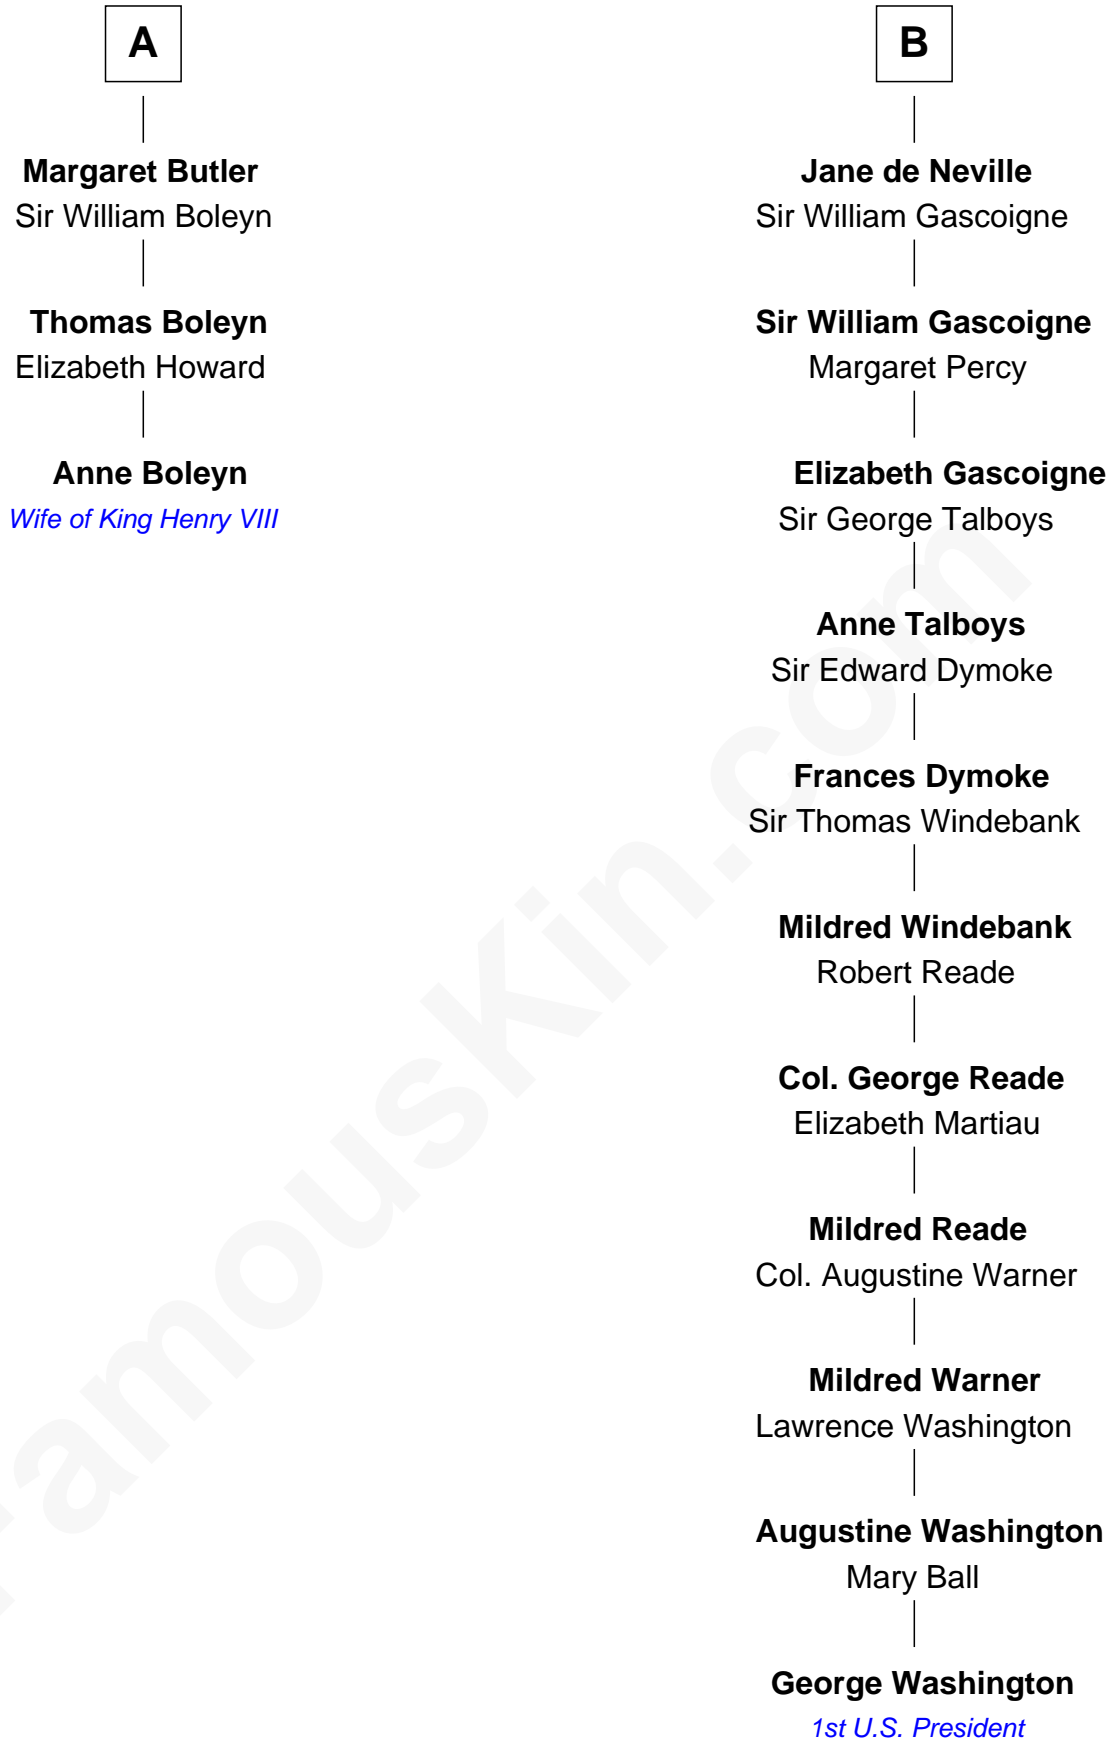 A
Margaret Butler
Sir William Boleyn
Thomas Boleyn
Elizabeth Howard
Anne Boleyn
Wife of King Henry VIII
B
Jane de Neville
Sir William Gascoigne
Sir William Gascoigne
Margaret Percy
Elizabeth Gascoigne
Sir George Talboys
Anne Talboys
Sir Edward Dymoke
Frances Dymoke
Sir Thomas Windebank
Mildred Windebank
Robert Reade
Col. George Reade
Elizabeth Martiau
Mildred Reade
Col. Augustine Warner
Mildred Warner
Lawrence Washington
Augustine Washington
Mary Ball
George Washington
1st U.S. President
FamousKin.com